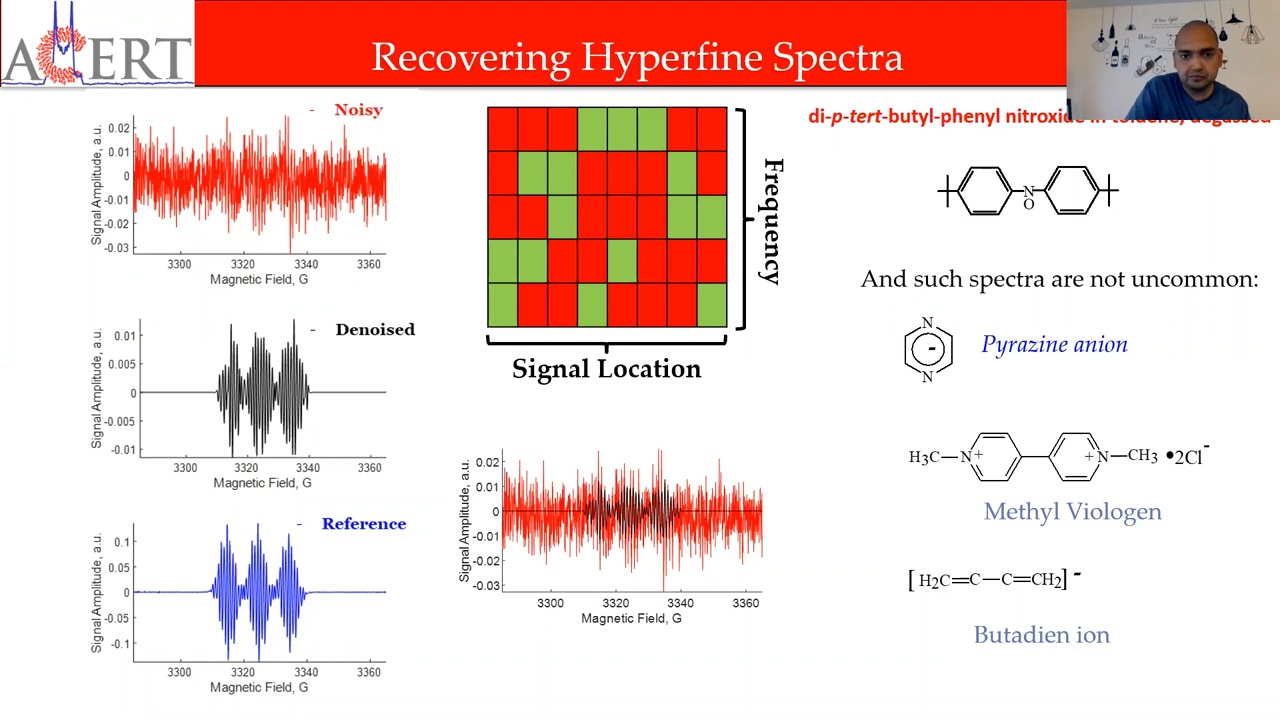 ACERT
Recovering Hyperfine Spectra
- Noisy
0.02
0.01
0
-0.01
-0.02
-0.03
Signal Amplitude, a.u.
3300 3320 3340 3360
Magnetic Field, G
- Denoised
0.01
0.005
0
-0.005
-0.01
Signal Amplitude, a.u.
3300 3320 3340 3360
Magnetic Field, G
- Reference
0.1
0.05
0
-0.05
-0.1
Signal Amplitude, a.u.
3300 3320 3340 3360
Magnetic Field, G
Frequency
Signal Location
0.02
0.01
0
-0.01
-0.02
-0.03
Signal Amplitude, a.u.
3300 3320 3340 3360
Magnetic Field, G
di-p-tert-butyl-phenyl nitroxide in toluene, degassed
N
O
And such spectra are not uncommon:
N
-
N
Pyrazine anion
H3C N+ +N CH3 •2Cl-
Methyl Viologen
[H2C=C—C=CH2]-
Butadien ion